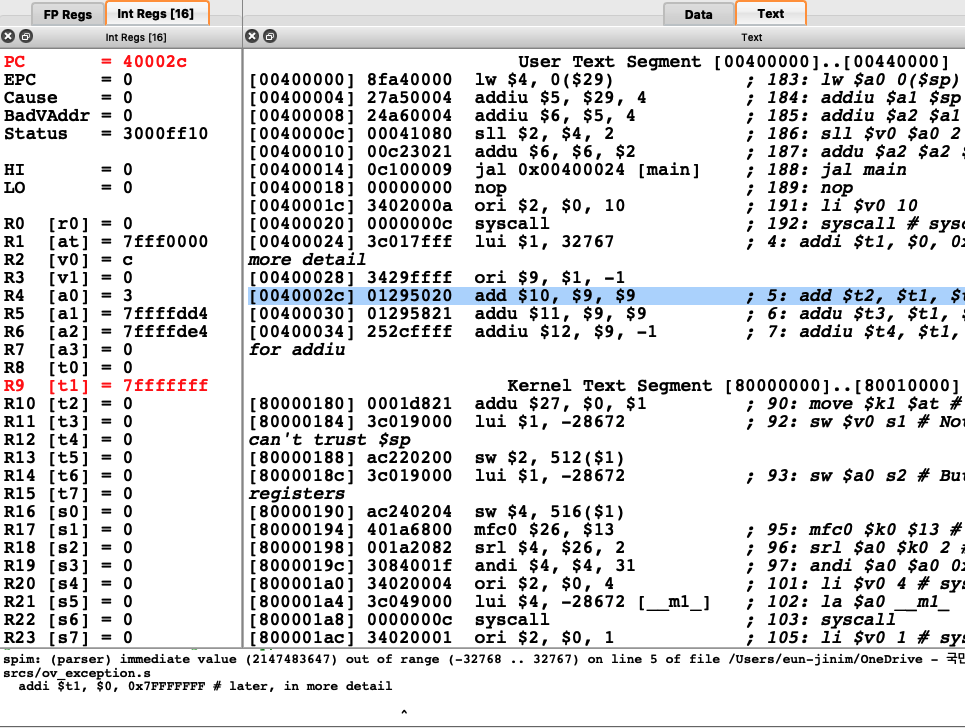 FP Regs
Int Regs [16]
Data
Text
Int Regs [16]
Text
PC = 40002c
EPC = 0
Cause = 0
BadVAddr = 0
Status = 3000ff10
HI = 0
LO = 0
R0 [r0] = 0
R1 [at] = 7fff0000
R2 [v0] = c
R3 [v1] = 0
R4 [a0] = 3
R5 [a1] = 7ffffdd4
R6 [a2] = 7ffffde4
R7 [a3] = 0
R8 [t0] = 0
R9 [t1] = 7fffffff
R10 [t2] = 0
R11 [t3] = 0
R12 [t4] = 0
R13 [t5] = 0
R14 [t6] = 0
R15 [t7] = 0
R16 [s0] = 0
R17 [s1] = 0
R18 [s2] = 0
R19 [s3] = 0
R20 [s4] = 0
R21 [s5] = 0
R22 [s6] = 0
R23 [s7] = 0
User Text Segment [00400000]..[00440000]
[00400000] 8fa40000 lw $4, 0($29) ; 183: lw $a0 0($sp)
[00400004] 27a50004 addiu $5, $29, 4 ; 184: addiu $a1 $sp
[00400008] 24a60004 addiu $6, $5, 4 ; 185: addiu $a2 $a1
[0040000c] 00041080 sll $2, $4, 2 ; 186: sll $v0 $a0 2
[00400010] 00c23021 addu $6, $6, $2 ; 187: addu $a2 $a2 $
[00400014] 0c100009 jal 0x00400024 [main] ; 188: jal main
[00400018] 00000000 nop ; 189: nop
[0040001c] 3402000a ori $2, $0, 10 ; 191: li $v0 10
[00400020] 0000000c syscall ; 192: syscall # sysc
[00400024] 3c017fff lui $1, 32767 ; 4: addi $t1, $0, 0x
more detail
[00400028] 3429ffff ori $9, $1, -1
[0040002c] 01295020 add $10, $9, $9 ; 5: add $t2, $t1, $t
[00400030] 01295821 addu $11, $9, $9 ; 6: addu $t3, $t1, $
[00400034] 252cffff addiu $12, $9, -1 ; 7: addiu $t4, $t1,
for addiu
Kernel Text Segment [80000000]..[80010000]
[80000180] 0001d821 addu $27, $0, $1 ; 90: move $k1 $at #
[80000184] 3c019000 lui $1, -28672 ; 92: sw $v0 s1 # Not
can't trust $sp
[80000188] ac220200 sw $2, 512($1)
[8000018c] 3c019000 lui $1, -28672 ; 93: sw $a0 s2 # But
registers
[80000190] ac240204 sw $4, 516($1)
[80000194] 401a6800 mfc0 $26, $13 ; 95: mfc0 $k0 $13 #
[80000198] 001a2082 srl $4, $26, 2 ; 96: srl $a0 $k0 2 #
[8000019c] 3084001f andi $4, $4, 31 ; 97: andi $a0 $a0 0x
[800001a0] 34020004 ori $2, $0, 4 ; 101: li $v0 4 # sys
[800001a4] 3c049000 lui $4, -28672 [__m1_] ; 102: la $a0 __m1_
[800001a8] 0000000c syscall ; 103: syscall
[800001ac] 34020001 ori $2, $0, 1 ; 105: li $v0 1 # sys
spim: (parser) immediate value (2147483647) out of range (-32768 .. 32767) on line 5 of file /Users/eun-jinim/OneDrive - 국민
srcs/ov_exception.s
addi $t1, $0, 0x7FFFFFFF # later, in more detail
^